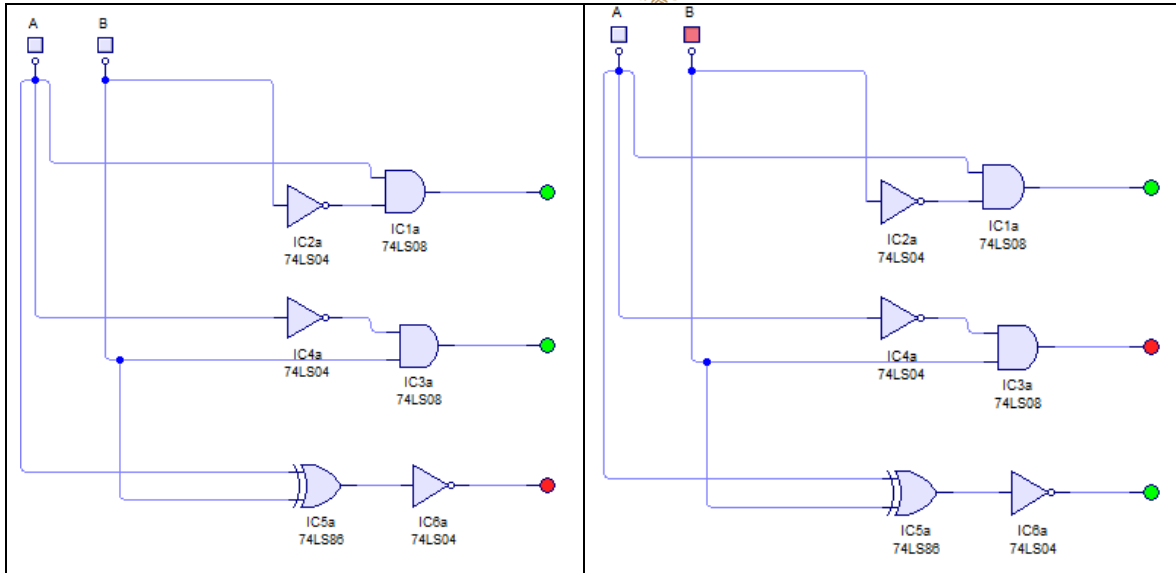 A B
IC2a
74LS04
IC1a
74LS08
IC4a
74LS04
IC3a
74LS08
IC5a
74LS86
IC6a
74LS04
A B
IC2a
74LS04
IC1a
74LS08
IC4a
74LS04
IC3a
74LS08
IC5a
74LS86
IC6a
74LS04